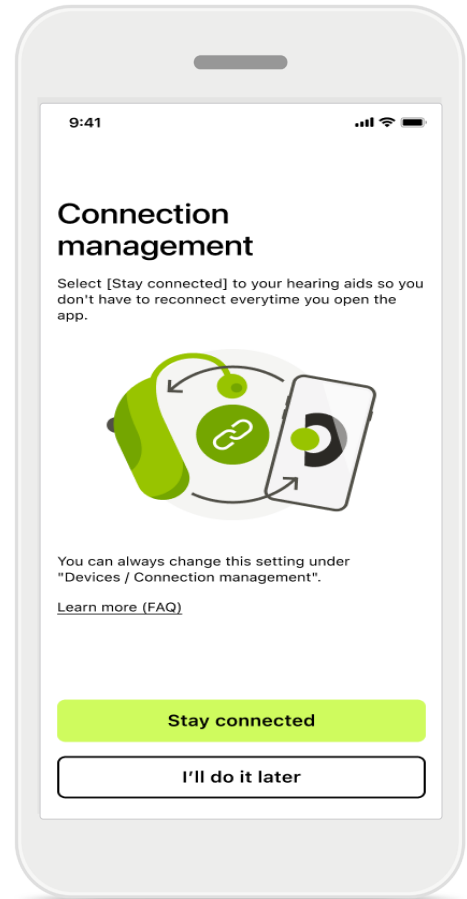 9:41
Connection
management
Select [Stay connected] to your hearing aids so you
don't have to reconnect everytime you open the
app.
You can always change this setting under
"Devices / Connection management".
Learn more (FAQ)
Stay connected
I’ll do it later